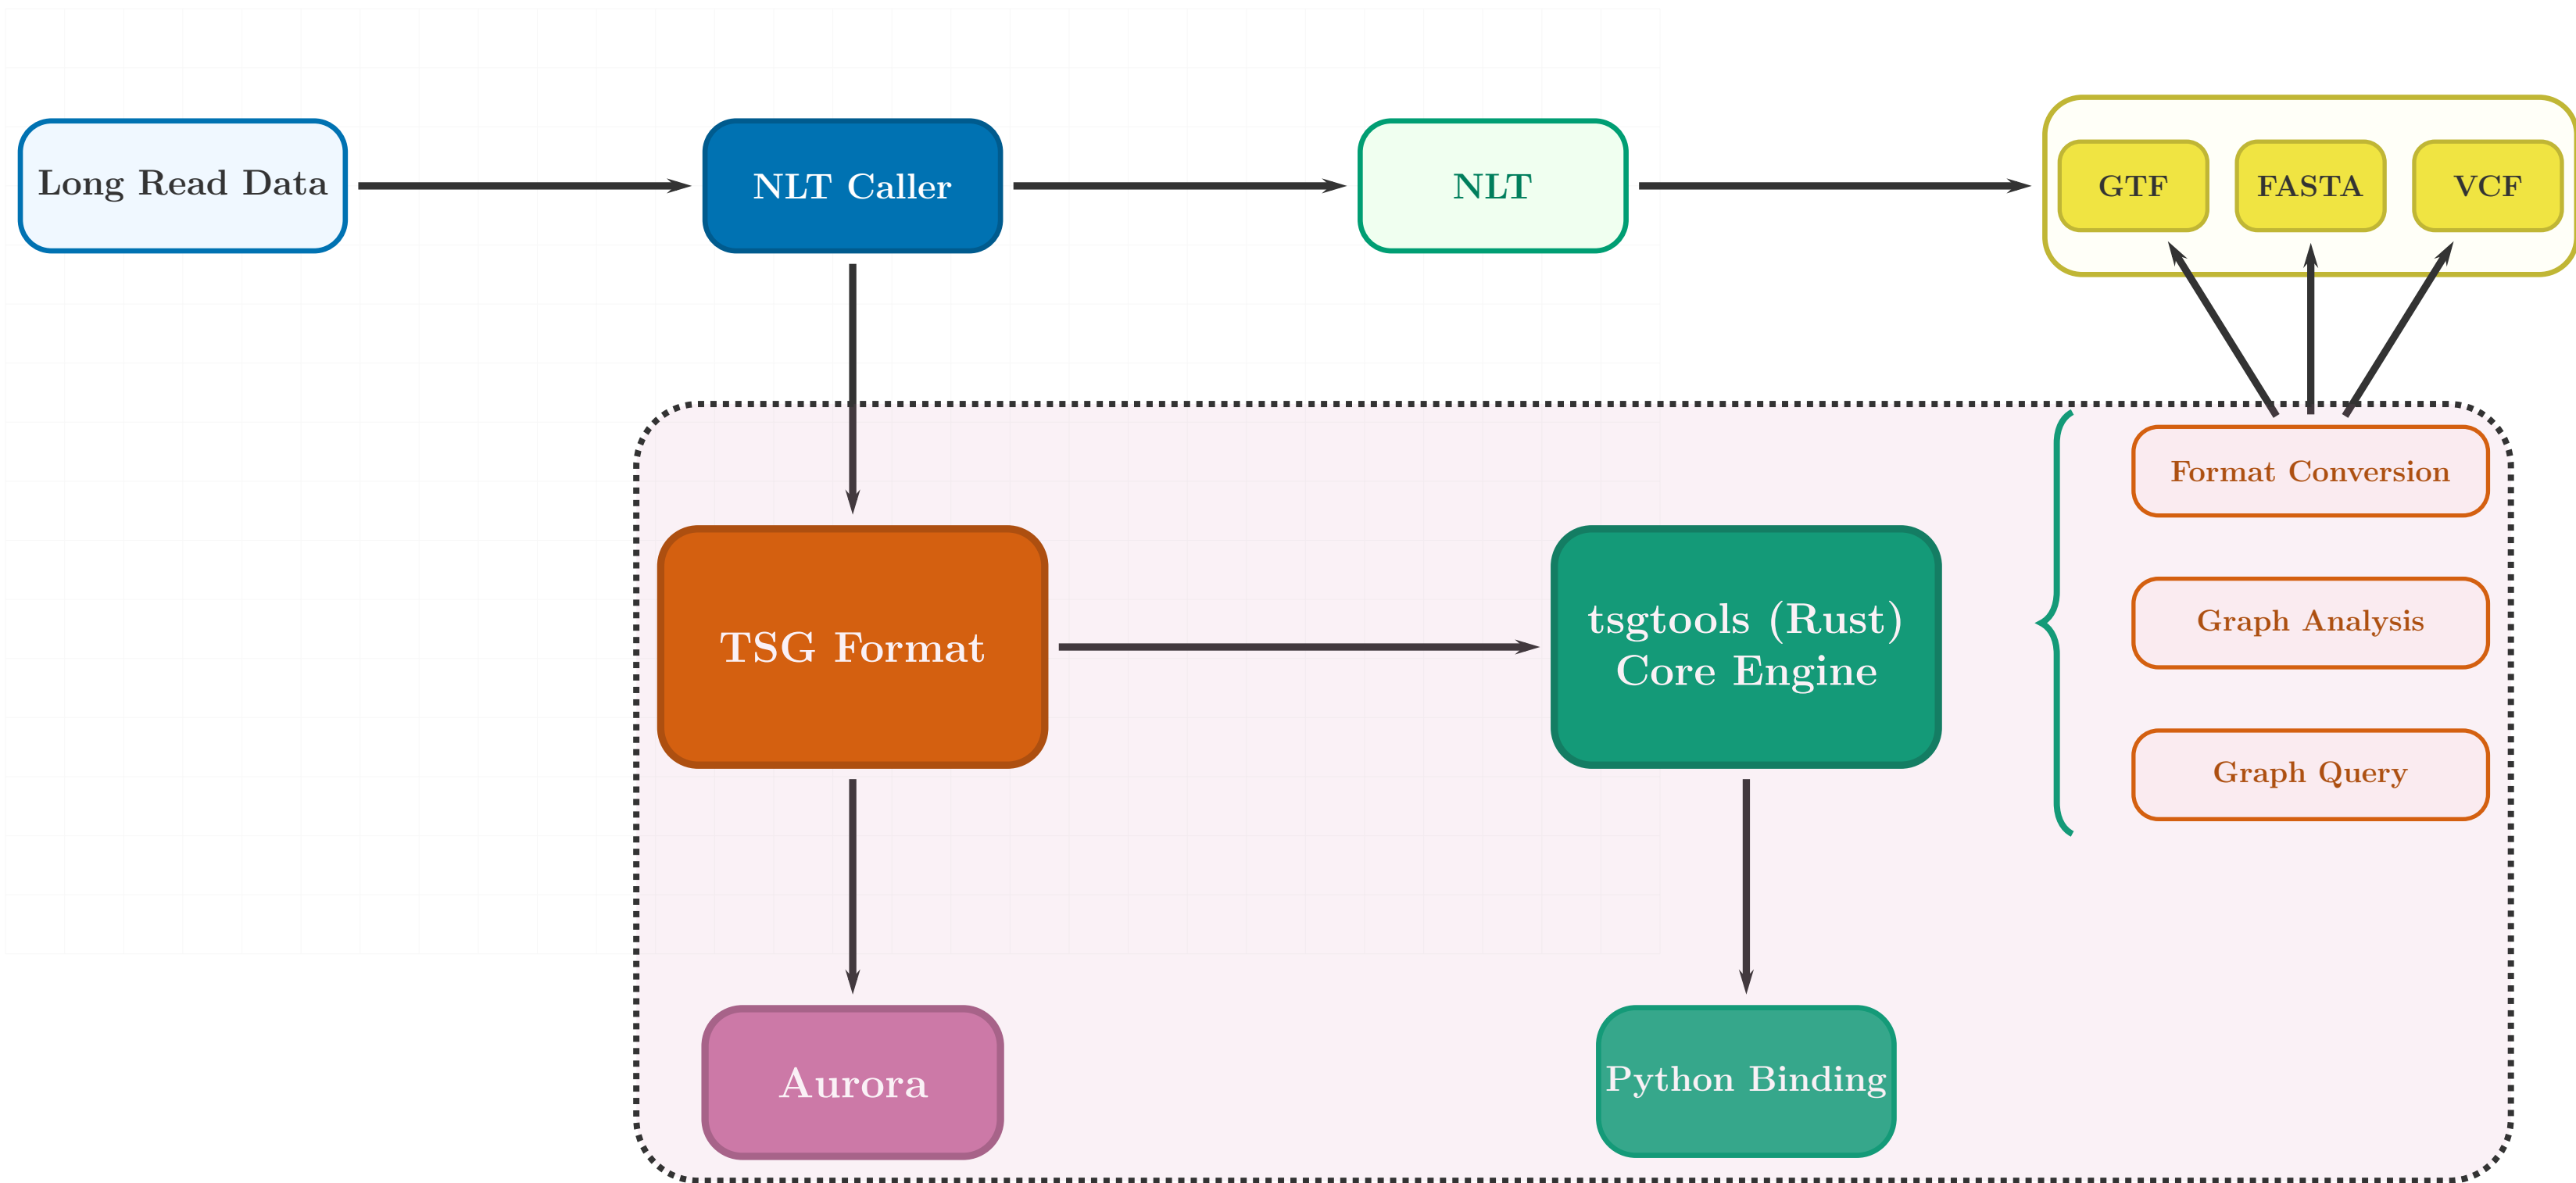 Long Read Data
NLT Caller
NLT
GTF
FASTA
VCF
Format Conversion
TSG Format
tsgtools (Rust)
Core Engine
Graph Analysis
Graph Query
Aurora
Python Binding